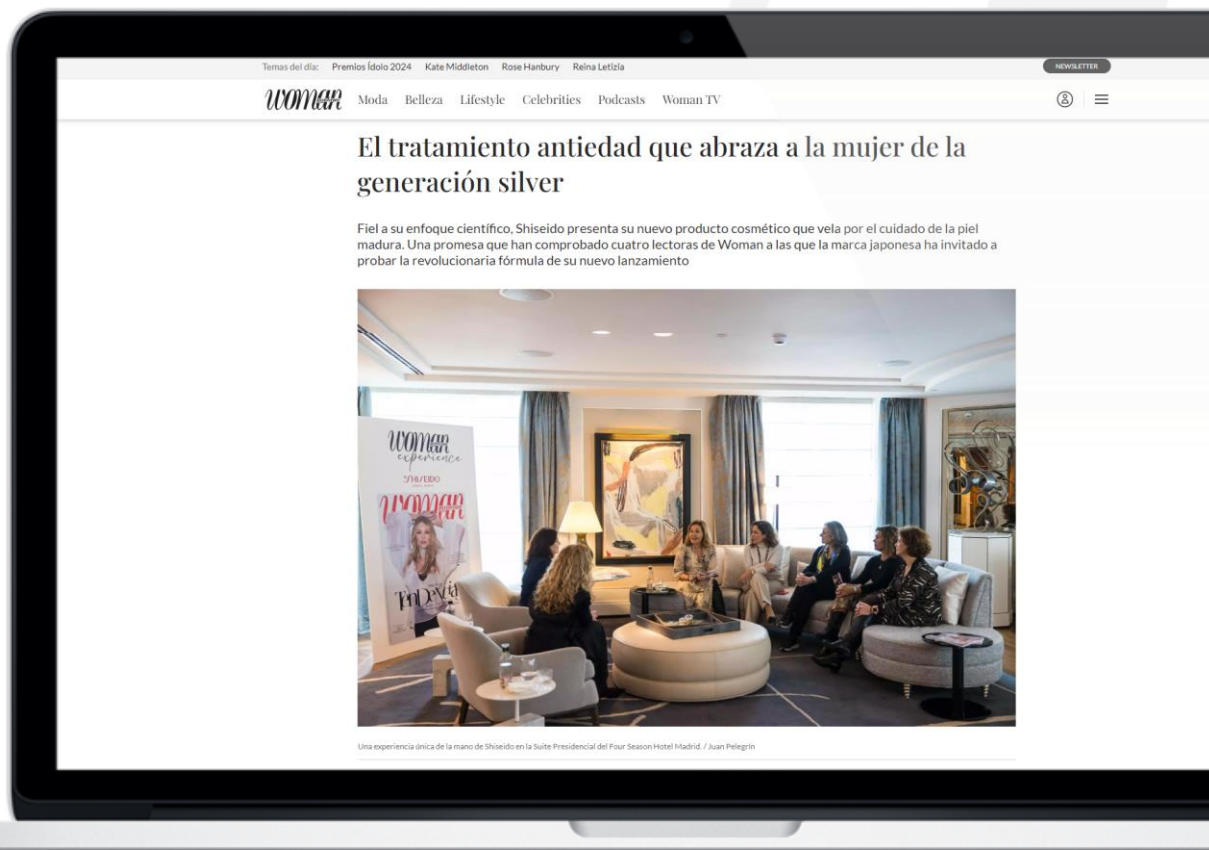 Temas del día: Premios Ídolo 2024 Kate Middleton Rose Hanbury Reina Letizia
NEWSLETTER
WOMAN Moda Belleza Lifestyle Celebrities Podcasts Woman TV
El tratamiento antiedad que abraza a la mujer de la
generación silver
Fiel a su enfoque científico, Shiseido presenta su nuevo producto cosmético que vela por el cuidado de la piel
madura. Una promesa que han comprobado cuatro lectoras de Woman a las que la marca japonesa ha invitado a
probar la revolucionaria fórmula de su nuevo lanzamiento
woman
experience
SHISEIDO
woman
TenDeNcia
Una experiencia única de la mano de Shiseido en la Suite Presidencial del Four Season Hotel Madrid. / Juan Pelegrín